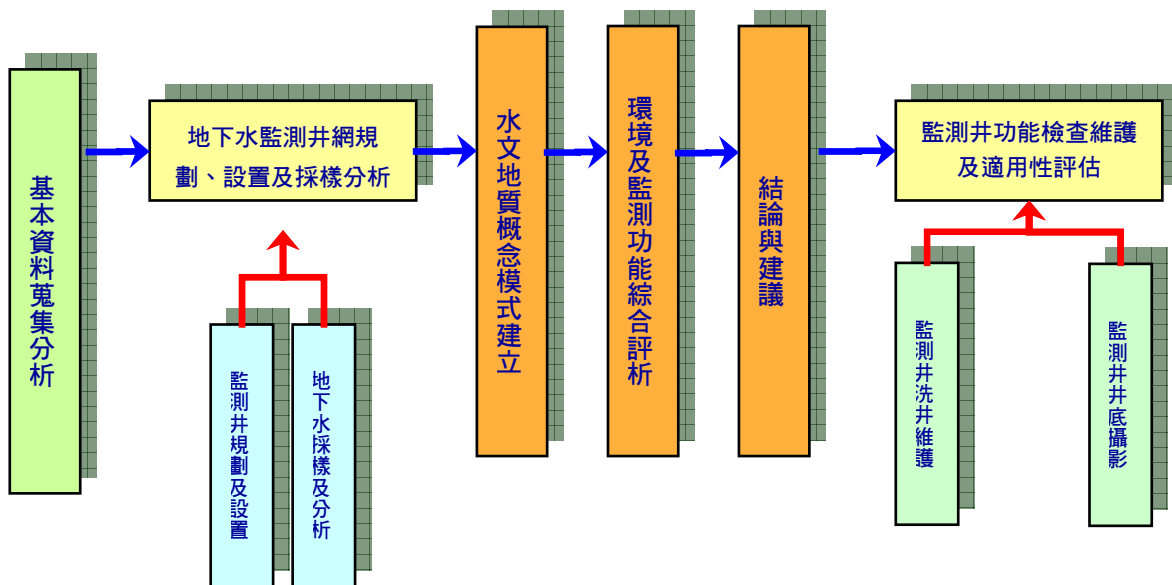 基本資料蒐集分析
地下水監測井網規
劃、設置及採樣分析
監測井規劃及設置
地下水採樣及分析
水文地質概念模式建立
環境及監測功能綜合評析
結論與建議
監測井功能檢查維護
及適用性評估
監測井洗井維護
監測井井底攝影